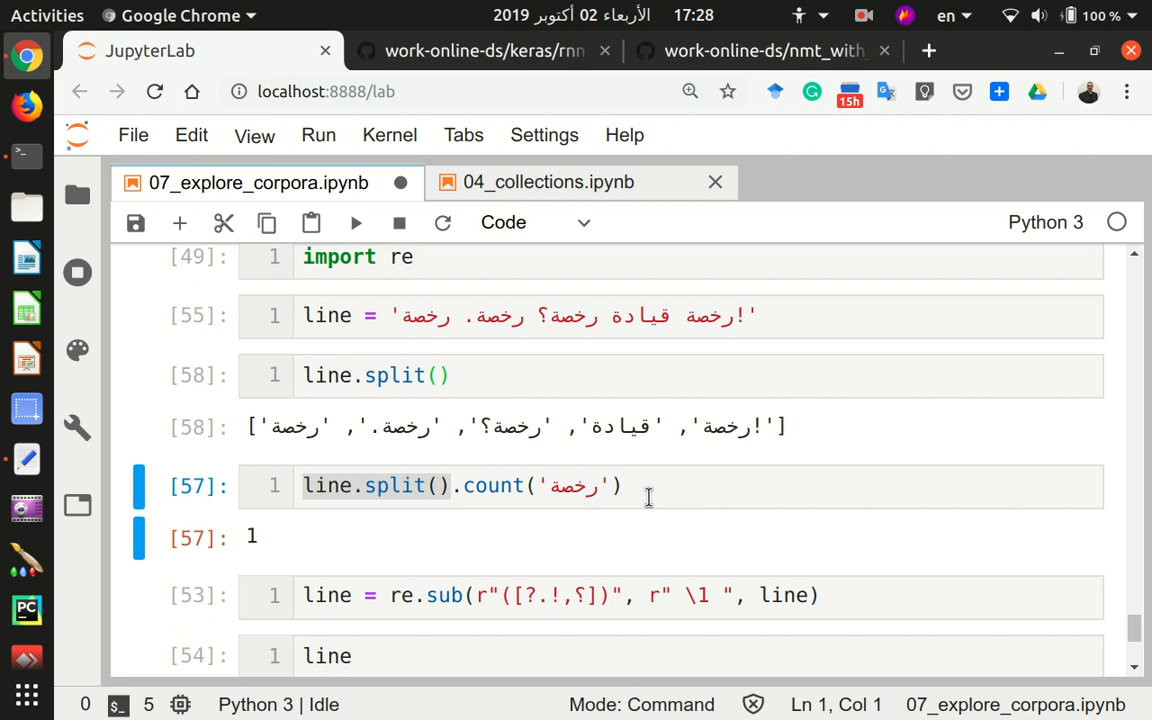 Activities Google Chrome الأربعاء 02 أكتوبر 2019 17:28 en 100 %
JupyterLab work-online-ds/keras/rnn work-online-ds/nmt_with
localhost:8888/lab 15h
File Edit View Run Kernel Tabs Settings Help
07_explore_corpora.ipynb 04_collections.ipynb
Code Python 3
[49]: 1 import re
[55]: 1 line = 'رخصة قيادة رخصة؟ رخصة. رخصة!'
[58]: 1 line.split()
[58]: ['رخصة', 'قيادة', 'رخصة؟', 'رخصة.', 'رخصة!']
[57]: 1 line.split().count('رخصة')
[57]: 1
[53]: 1 line = re.sub(r"([?.!,؟])", r" \1 ", line)
[54]: 1 line
0 5 Python 3 | Idle Mode: Command Ln 1, Col 1 07_explore_corpora.ipynb